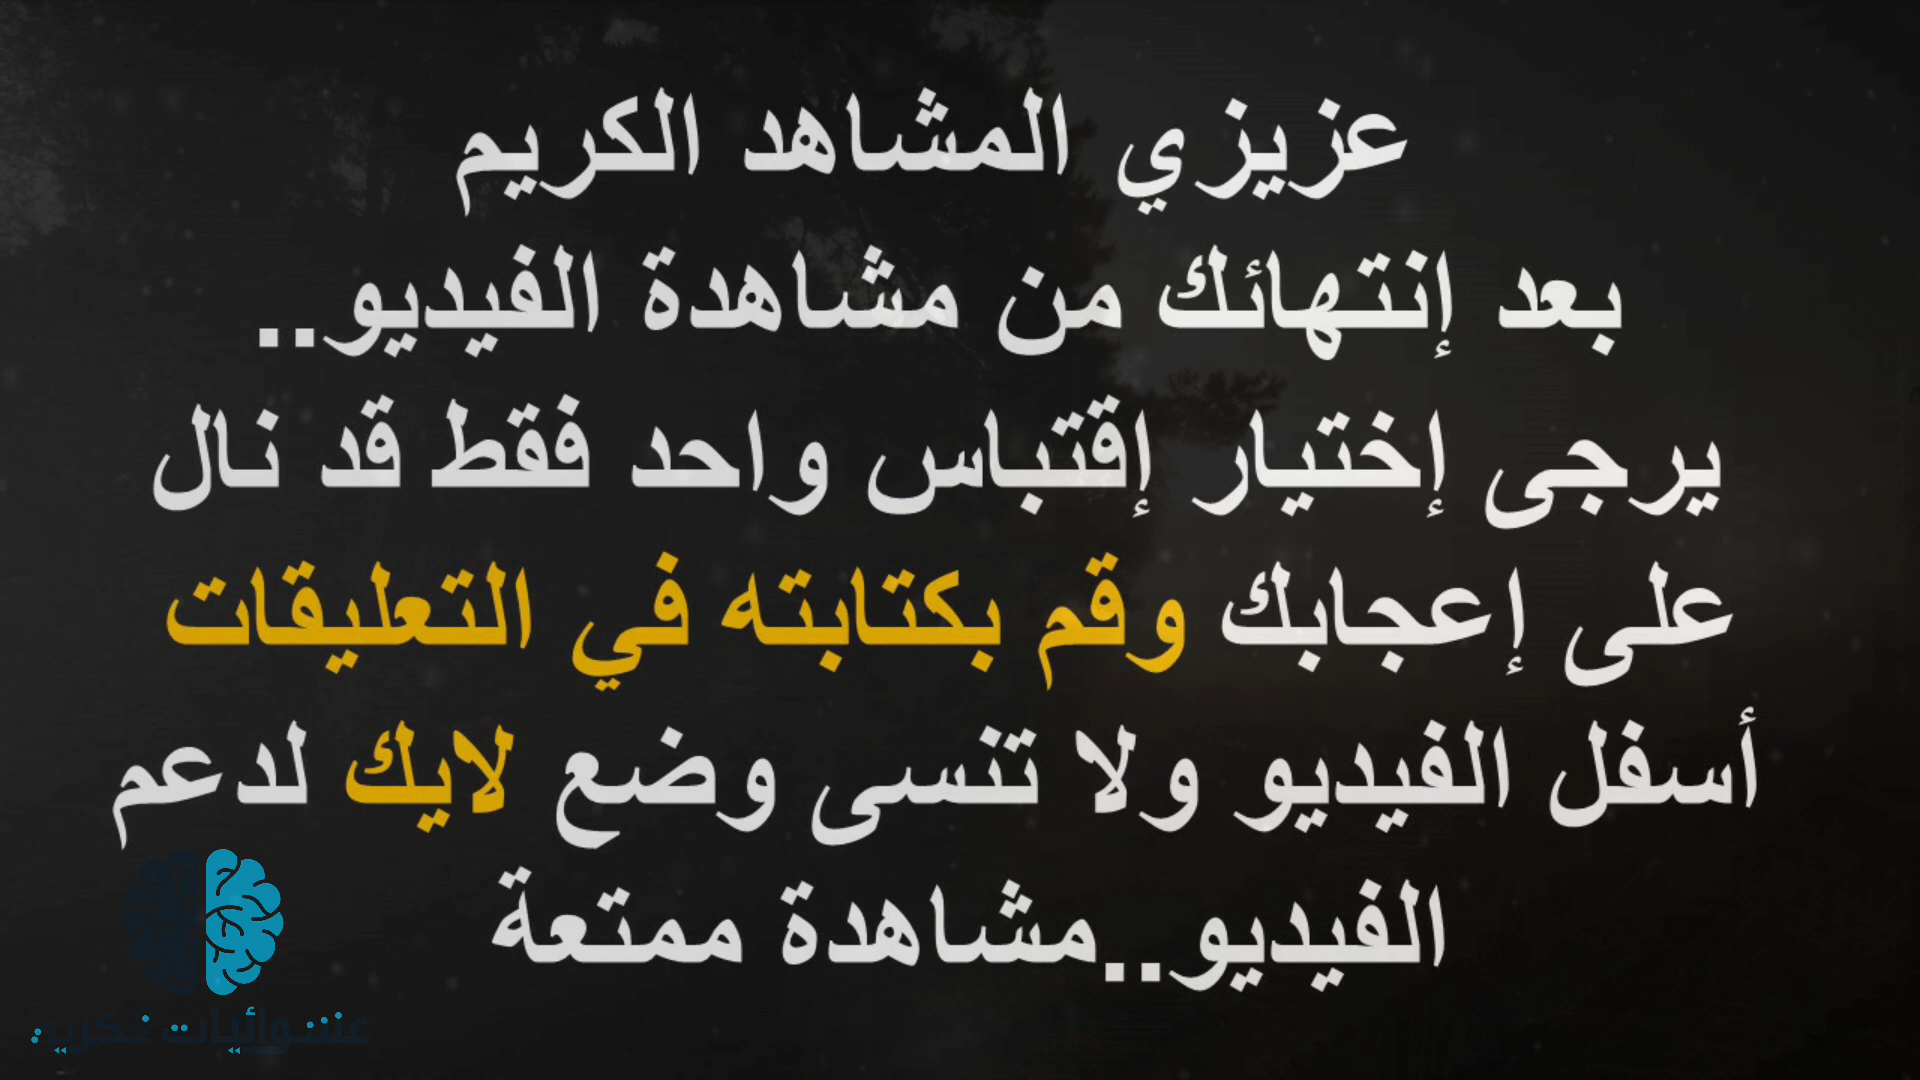 عزيزي المشاهد الكريم
بعد إنتهائك من مشاهدة الفيديو..
يرجى إختيار إقتباس واحد فقط قد نال
على إعجابك وقم بكتابته في التعليقات
أسفل الفيديو ولا تنسى وضع لايك لدعم
الفيديو..مشاهدة ممتعة
عشوائيات فكرية